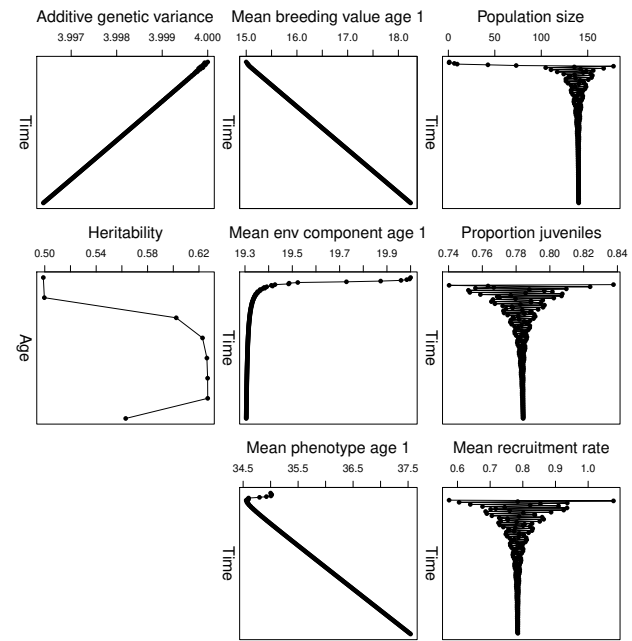 Additive genetic variance
3.997 3.998 3.999 4.000
Time
Mean breeding value age 1
15.0 16.0 17.0 18.0
Time
Population size
0 50 100 150
Time
Heritability
0.50 0.54 0.58 0.62
Age
Mean env component age 1
19.3 19.5 19.7 19.9
Time
Proportion juveniles
0.74 0.76 0.78 0.80 0.82 0.84
Time
Mean phenotype age 1
34.5 35.5 36.5 37.5
Time
Mean recruitment rate
0.6 0.7 0.8 0.9 1.0
Time